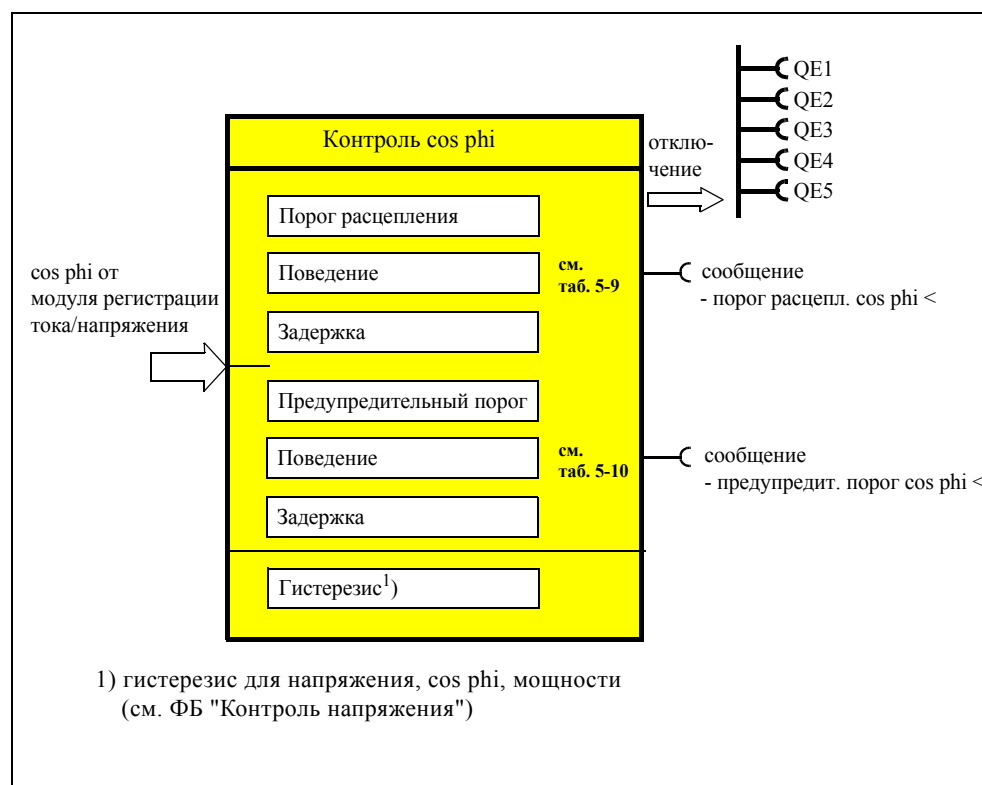 QE1
QE2
QE3
QE4
QE5
Контроль cos phi
отклю-
чение
Порог расцепления
cos phi от
модуля регистрации
тока/напряжения
Поведение
см.
таб. 5-9
сообщение
- порог расцепл. cos phi <
Задержка
Предупредительный порог
Поведение
см.
таб. 5-10
сообщение
- предупредит. порог cos phi <
Задержка
Гистерезис1)
1) гистерезис для напряжения, cos phi, мощности
(см. ФБ "Контроль напряжения")